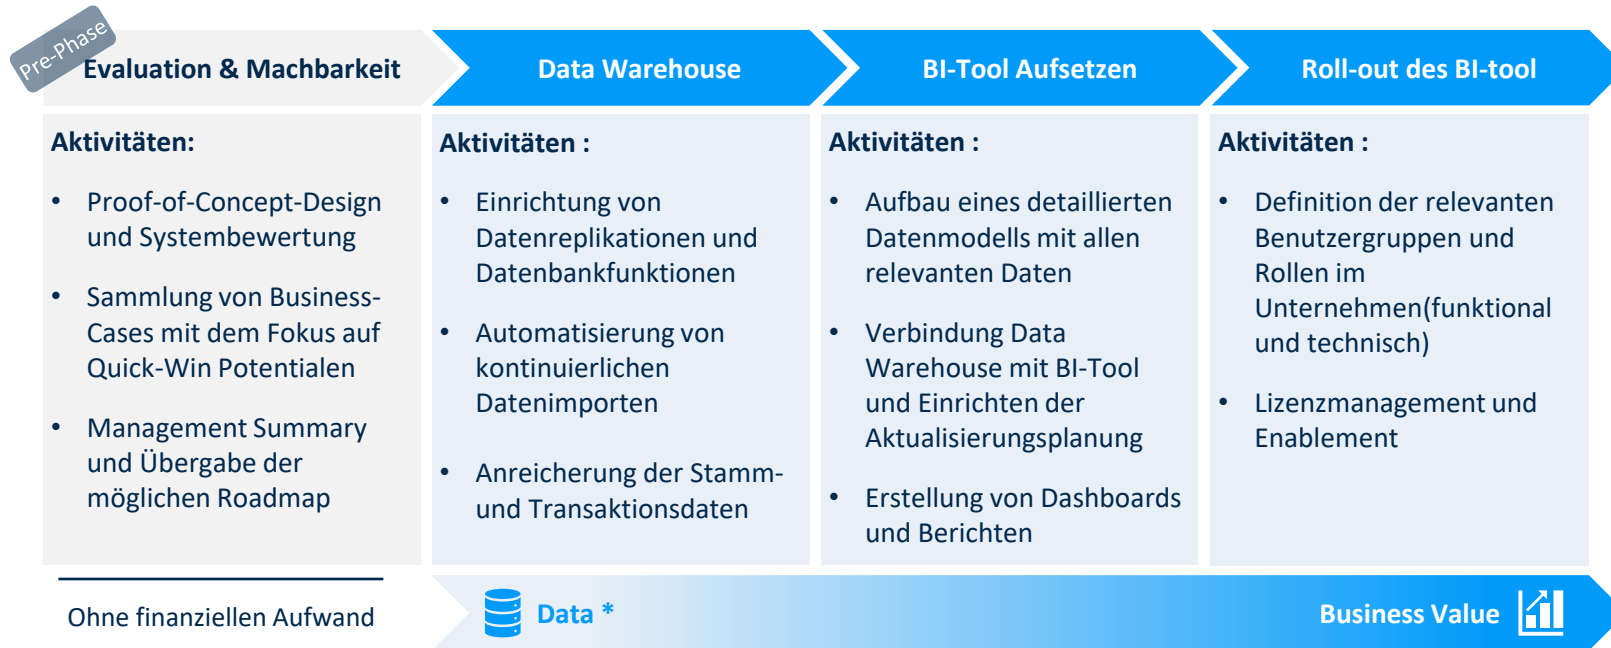 Pre-Phase
Evaluation & Machbarkeit
Data Warehouse
BI-Tool Aufsetzen
Roll-out des BI-tool
Aktivitäten:
• Proof-of-Concept-Design
und Systembewertung
• Sammlung von Business-
Cases mit dem Fokus auf
Quick-Win Potentialen
• Management Summary
und Übergabe der
möglichen Roadmap
Ohne finanziellen Aufwand
Aktivitäten :
• Einrichtung von
Datenreplikationen und
Datenbankfunktionen
• Automatisierung von
kontinuierlichen
Datenimporten
• Anreicherung der Stamm-
und Transaktionsdaten
Aktivitäten :
• Aufbau eines detaillierten
Datenmodells mit allen
relevanten Daten
• Verbindung Data
Warehouse mit BI-Tool
und Einrichten der
Aktualisierungsplanung
• Erstellung von Dashboards
und Berichten
Aktivitäten :
• Definition der relevanten
Benutzergruppen und
Rollen im
Unternehmen(funktional
und technisch)
• Lizenzmanagement und
Enablement
Data *
Business Value